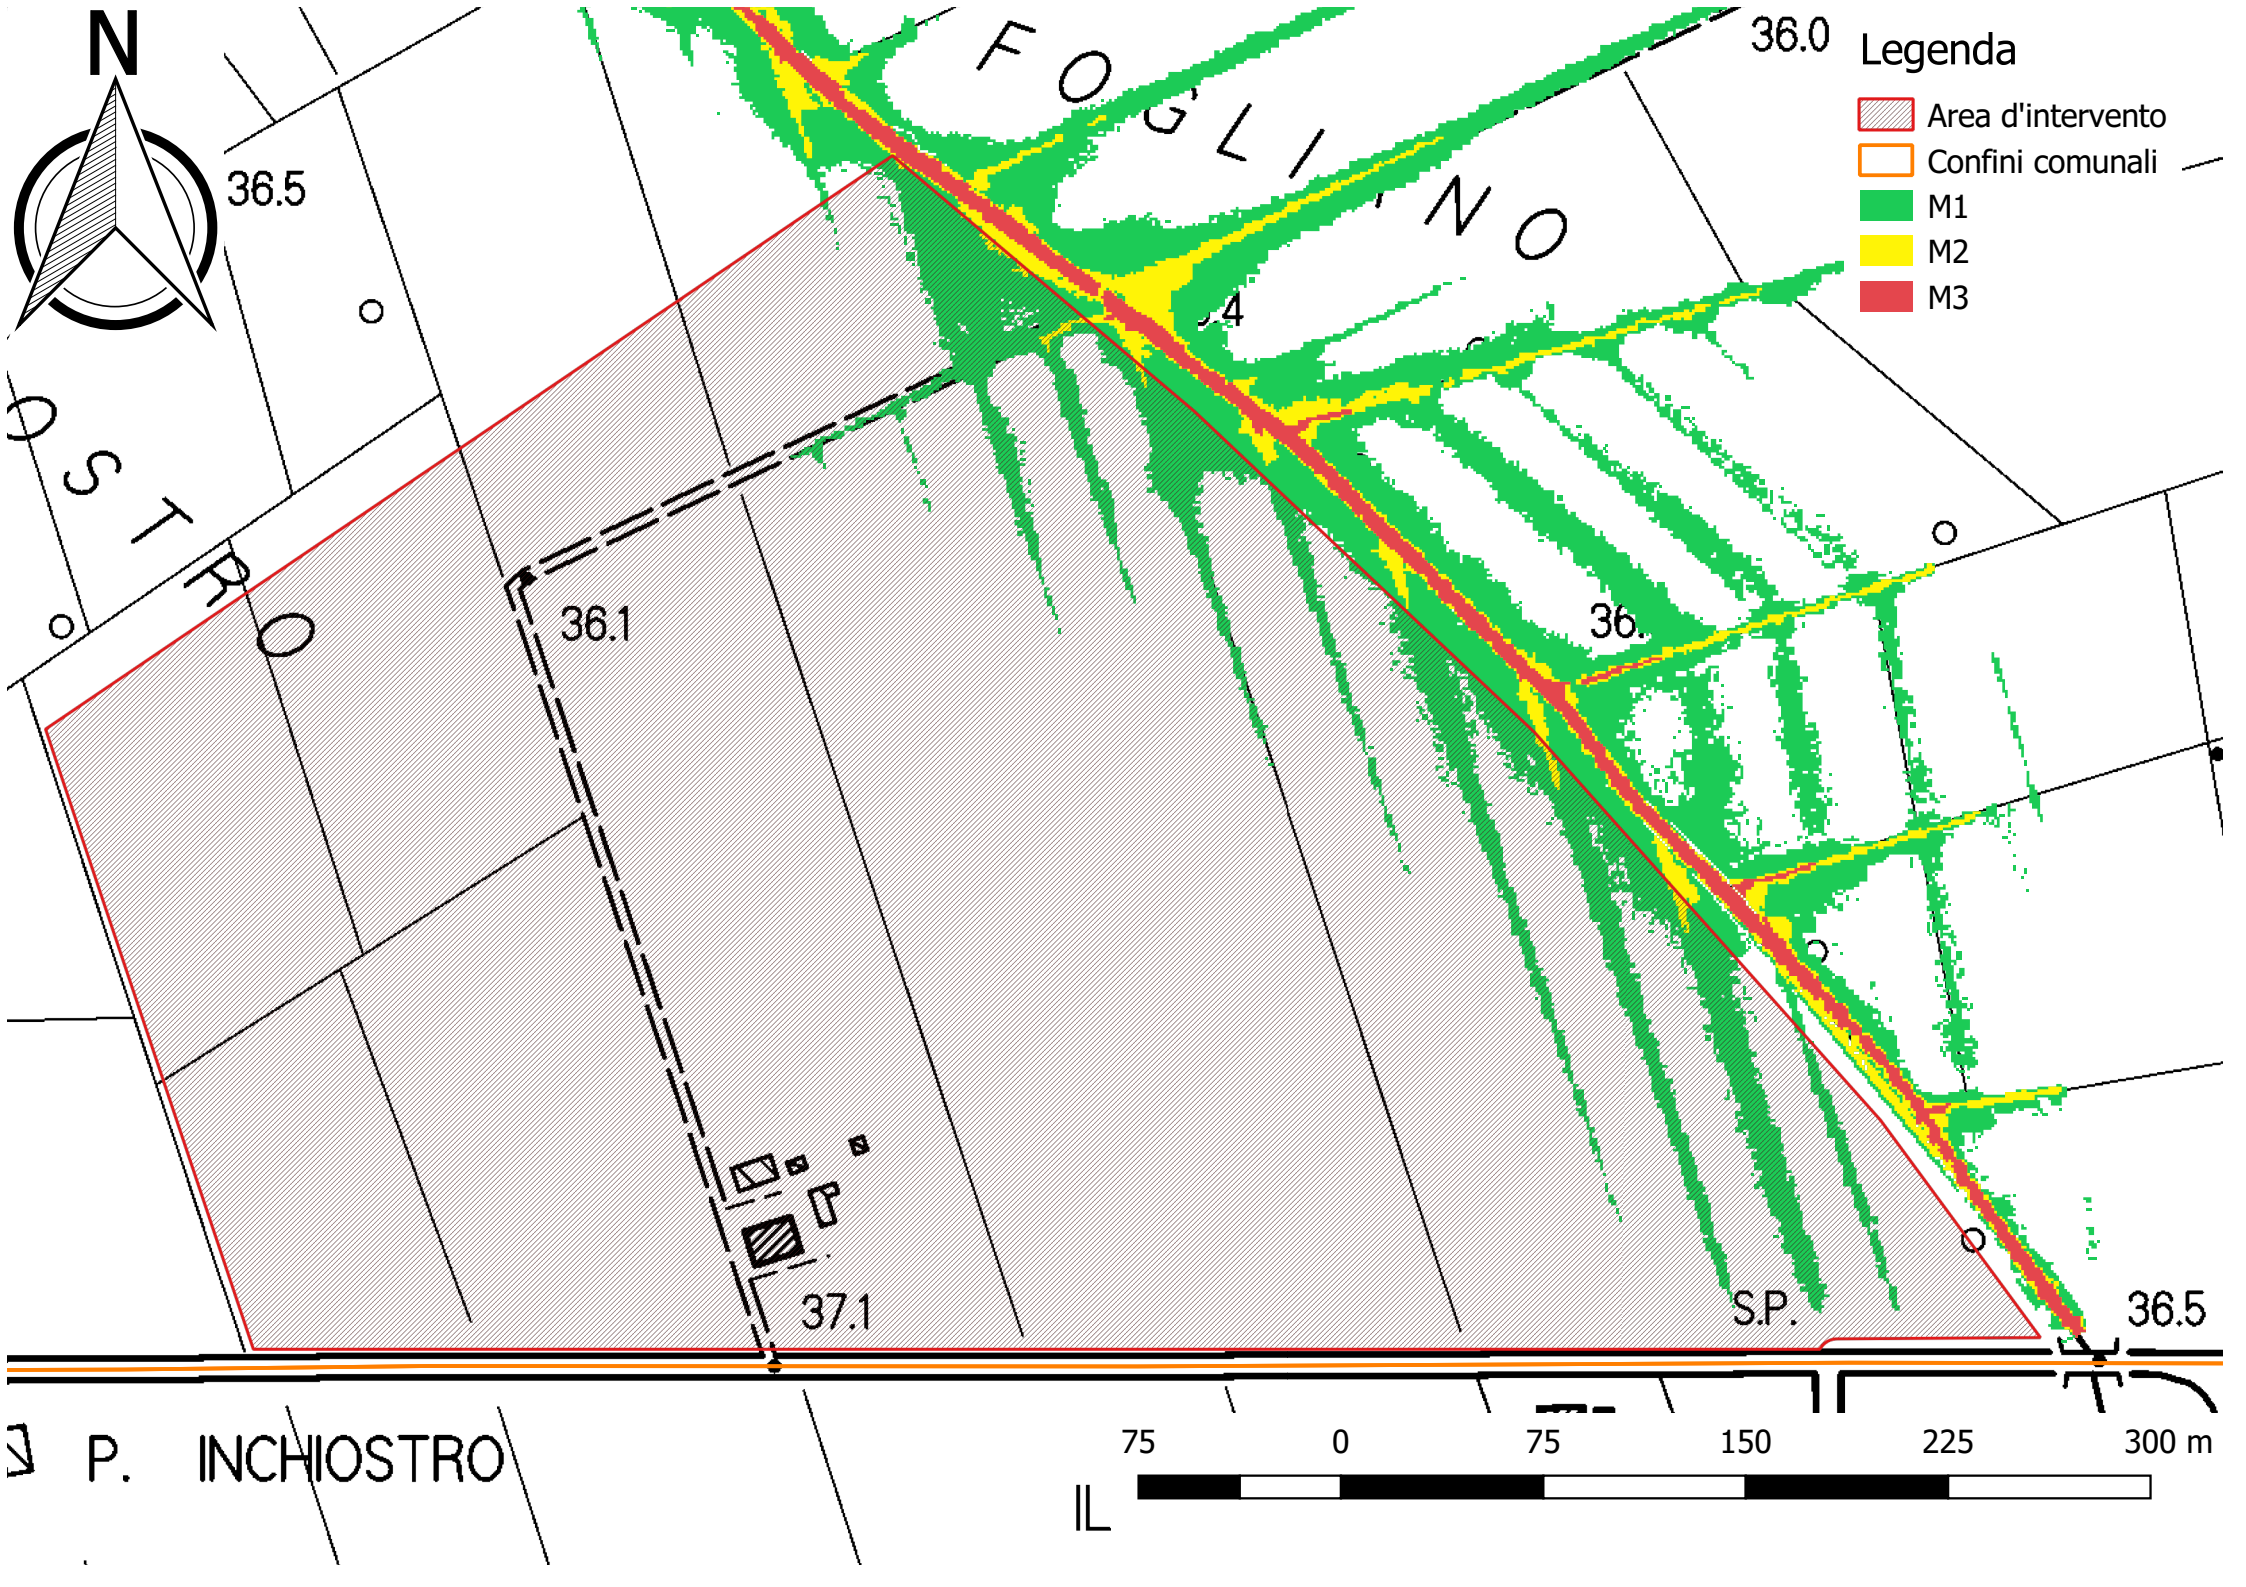 N
36.0
Legenda
Area d'intervento
Confini comunali
M1
M2
M3
FOGLINO
36.5
OSTRO
36.1
36.
37.1
S.P.
36.5
P. INCHIOSTRO
75 0 75 150 225 300 m